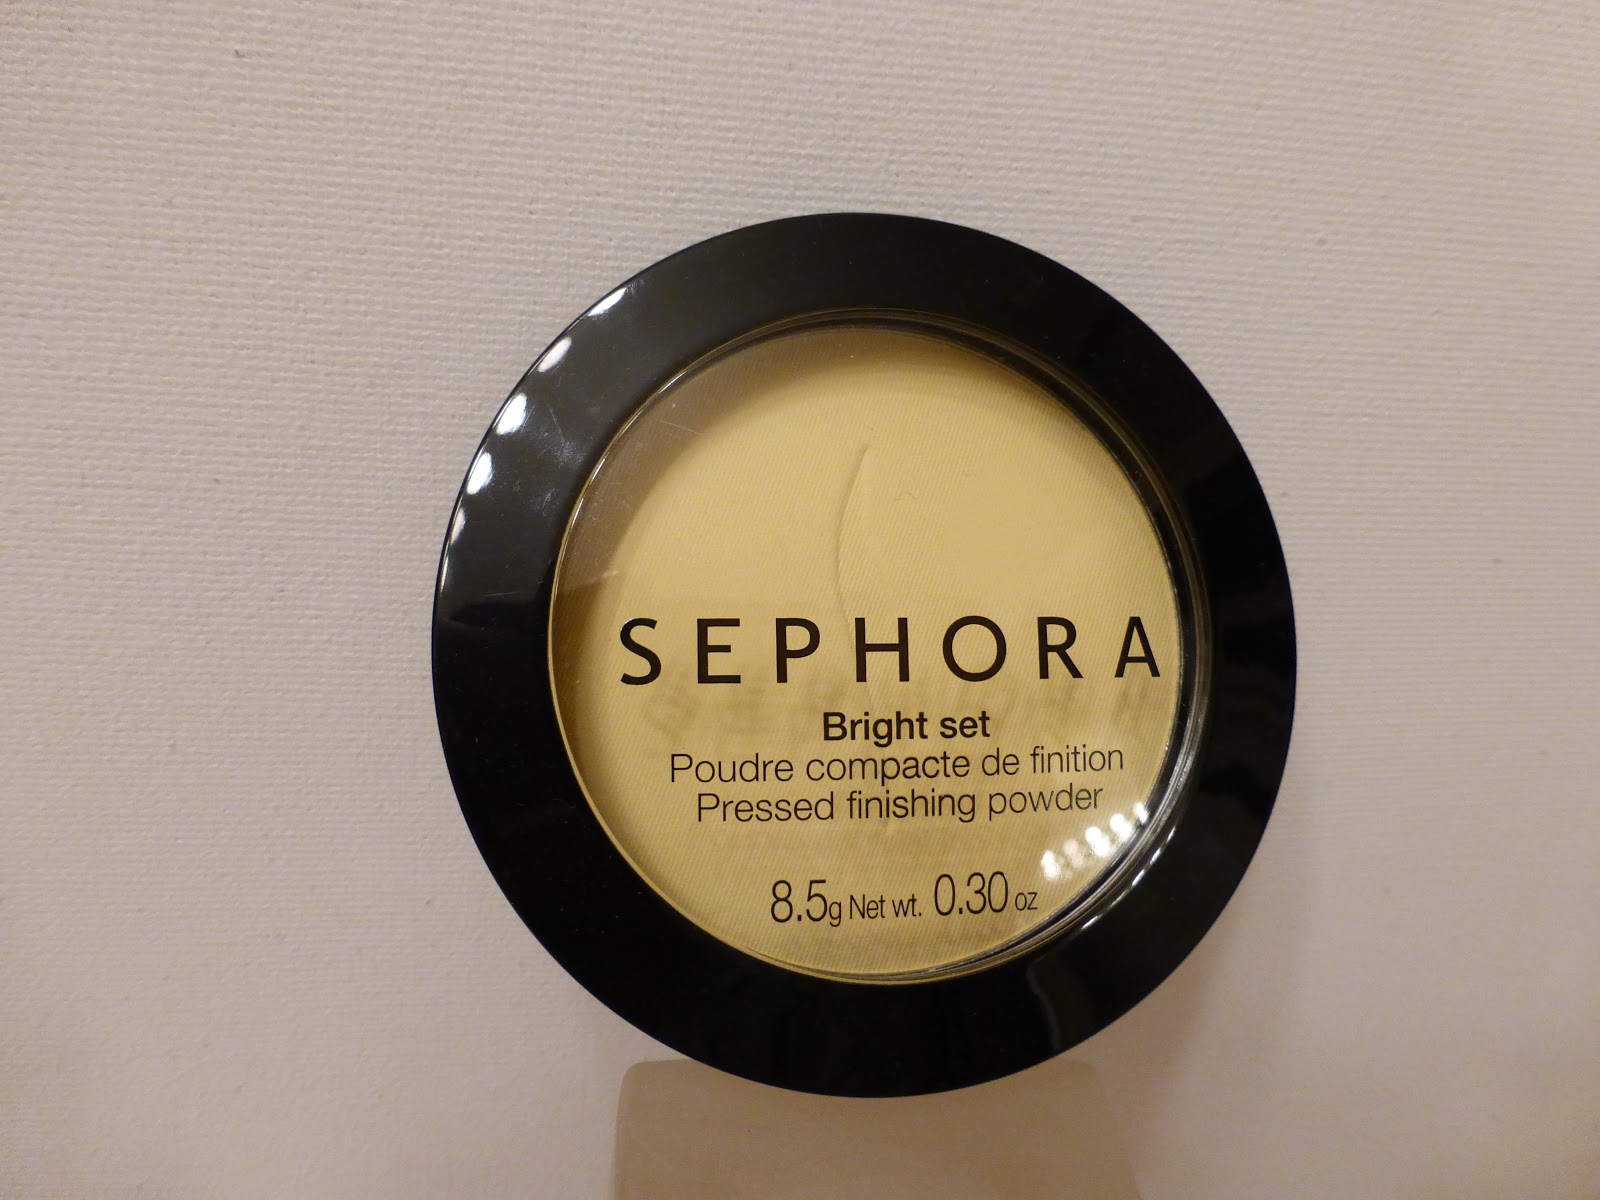 SEPHORA
Bright set
Poudre compacte de finition
Pressed finishing powder
8.5g Net wt. 0.30 oz